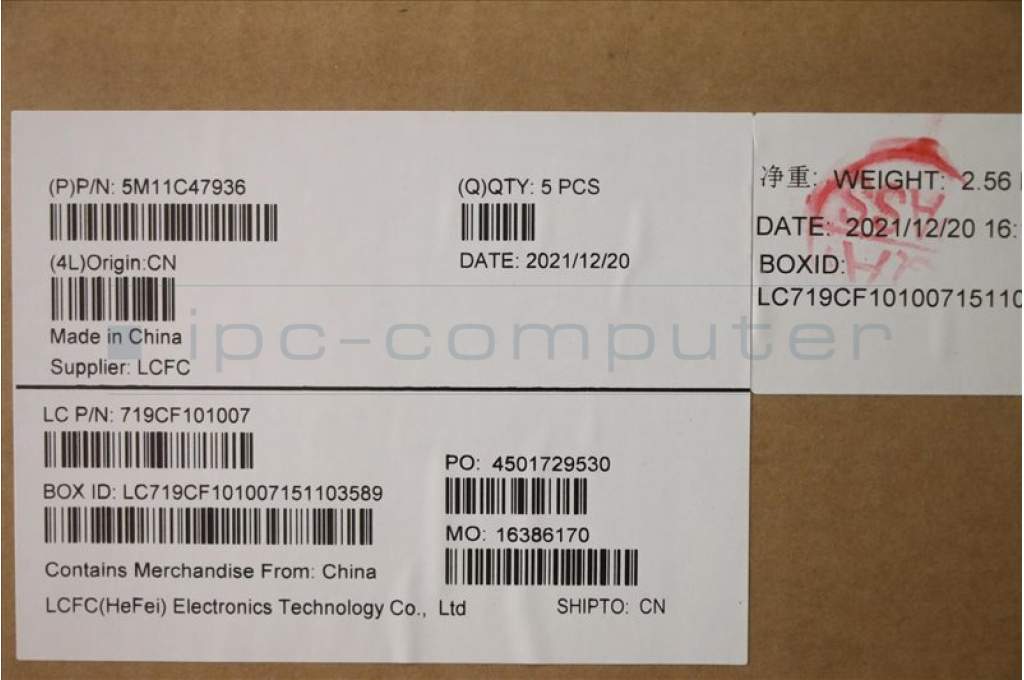 (P)P/N: 5M11C47936
(Q)QTY: 5 PCS
(4L)Origin:CN
DATE: 2021/12/20
Made in China
Supplier: LCFC
LC P/N: 719CF101007
PO: 4501729530
BOX ID: LC719CF101007151103589
MO: 16386170
Contains Merchandise From: China
LCFC(HeFei) Electronics Technology Co., Ltd
SHIPTO: CN
净重: WEIGHT: 2.56
DATE: 2021/12/20 16:
BOXID:
LC719CF1010071511
ipc-computer